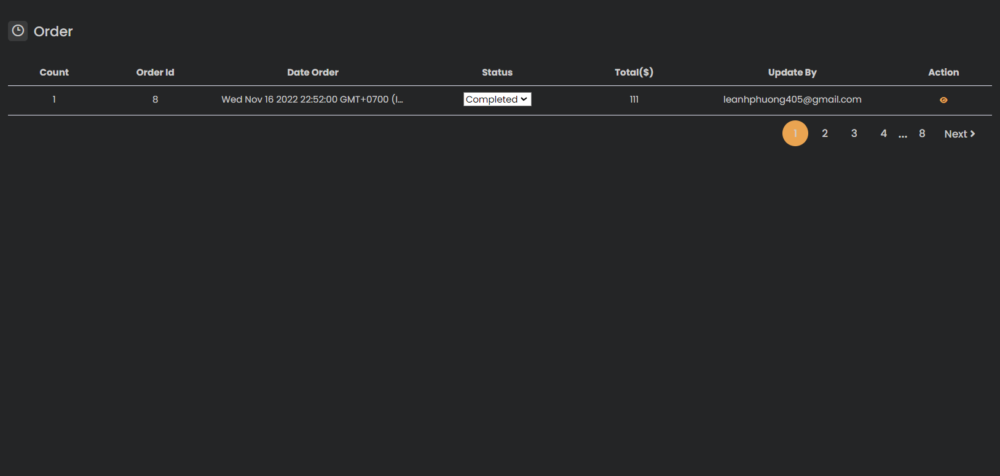 Order
Count Order Id Date Order Status Total($) Update By Action
1 8 Wed Nov 16 2022 22:52:00 GMT+0700 (I... Completed 111 leanhphuong405@gmail.com
1 2 3 4 ... 8 Next